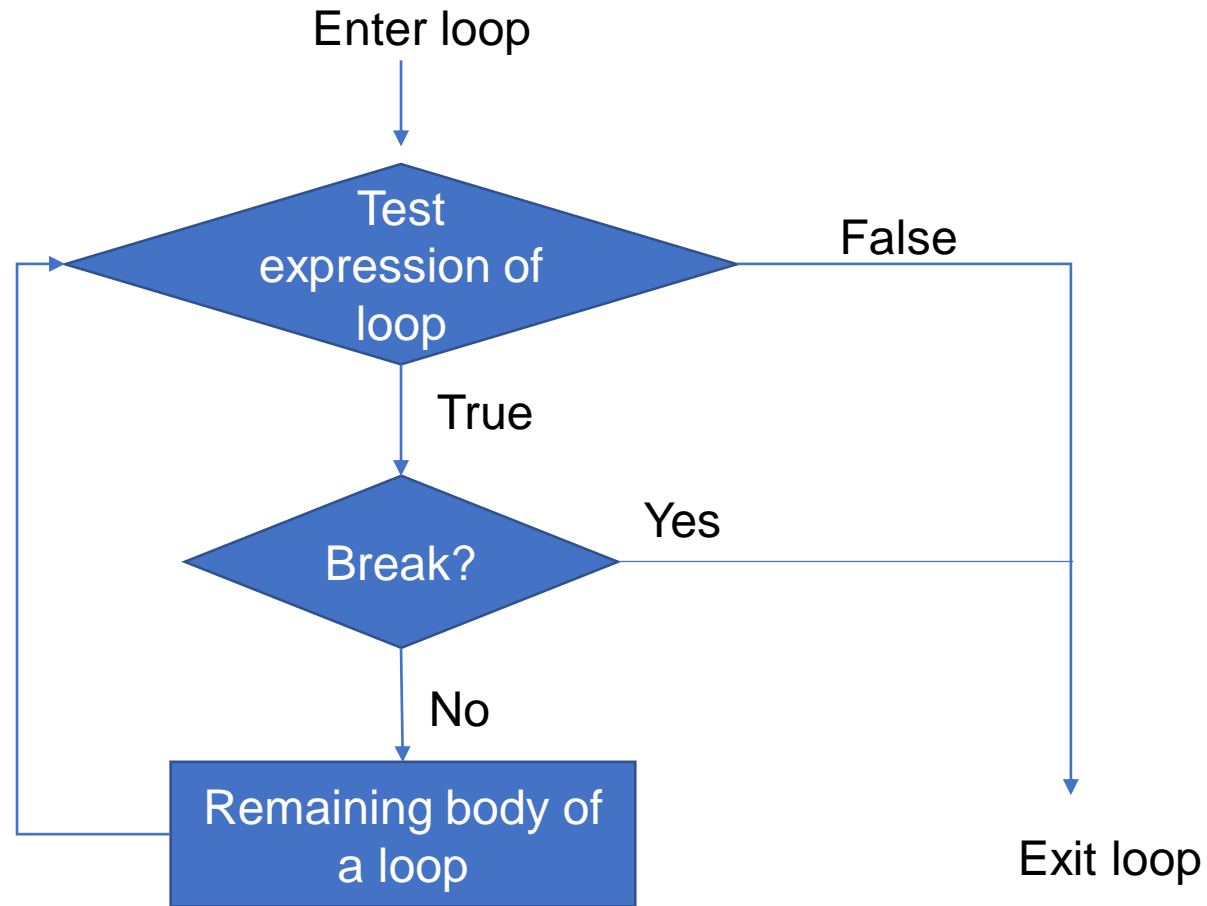 Enter loop
Test
expression of
loop
False
True
Break?
Yes
No
Remaining body of
a loop
Exit loop